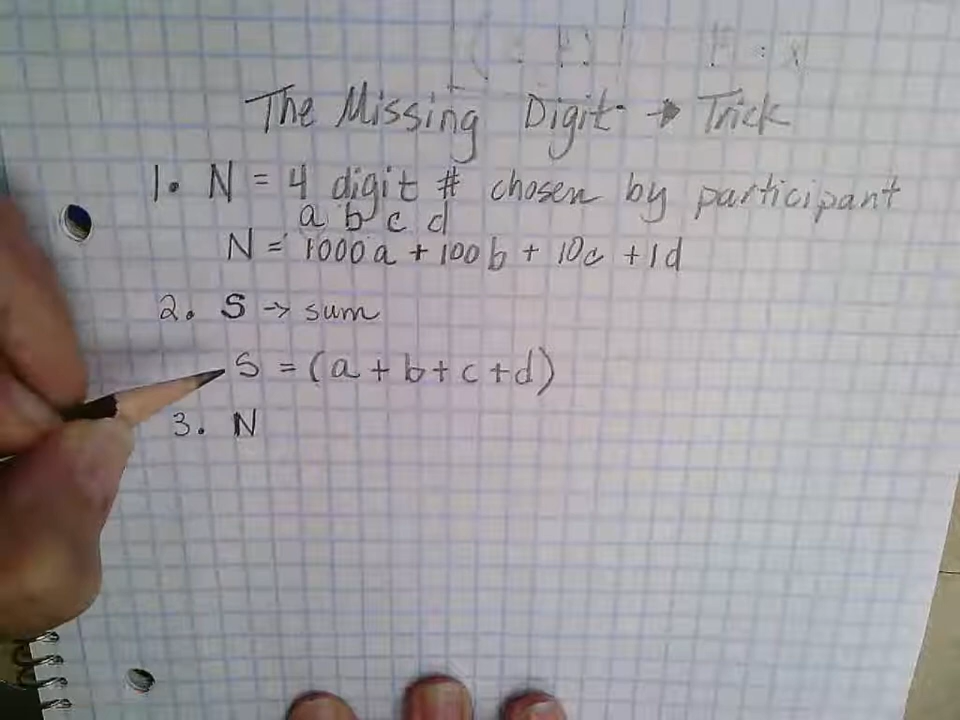 The Missing Digit → Trick
1. N = 4 digit # chosen by participant
a b c d
N = 1000a + 100b + 10c + 1d
2. S → sum
S = (a + b + c + d)
3. N